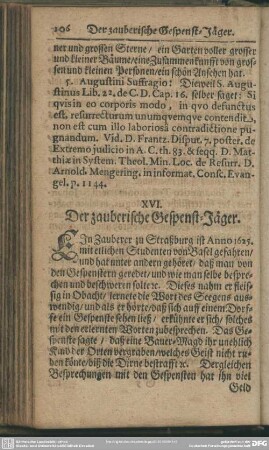 196 Der zauberische Gespenst-Jäger.
ner und grossen Sterne / ein Garten voller grosser
und kleiner Bäume / eine Zusammenkunfft von gros-
sen und kleinen Personen / ein schön Ansehen hat.
5. Augustini Suffragio: Dieweil S. Augu-
stinus Lib. 22. de C. D. Cap. 16. selber saget: Si
qvis in eo corporis modo, in qvo defunctus
est, resurrecturum unumqvemqve contendit,
non est cum illo laboriosa contradictione pu-
gnandum. Vid. D. Frantz. Disput. 7. poster. de
Extremo judicio in A. C. th. 83. & seqq. D. Mat-
thiæ in System. Theol. Min. Loc. de Resurr. D.
Arnold. Mengering. in informat. Consc. Evan-
gel. p. 1144.
XVI.
Der zauberische Gespenst-Jäger.
EIn Zauberer zu Straßburg ist Anno 1625.
mit etlichen Studenten von Basel gefahren /
und hat unter andern gehöret / daß man von
den Gespenstern geredet / und wie man selbe bespre-
chen und beschweren solte ꝛc. Dieses nahm er fleis-
sig in Obacht / lernete die Wort des Seegens aus-
wendig / und als er hörte / daß sich auf einem Dorf-
fe ein Gespenste sehen ließ / erkühnte er sich / solches
mit den erlernten Worten zubesprechen. Das Ge-
spenste sagte / daß eine Bauer-Magd ihr unehlich
Kind der Orten vergraben / welches Geist nicht ru-
hen könte / biß die Dirne bestrafft ꝛc. Dergleichen
Besprechungen mit den Gespensten hat ihn viel
Geld